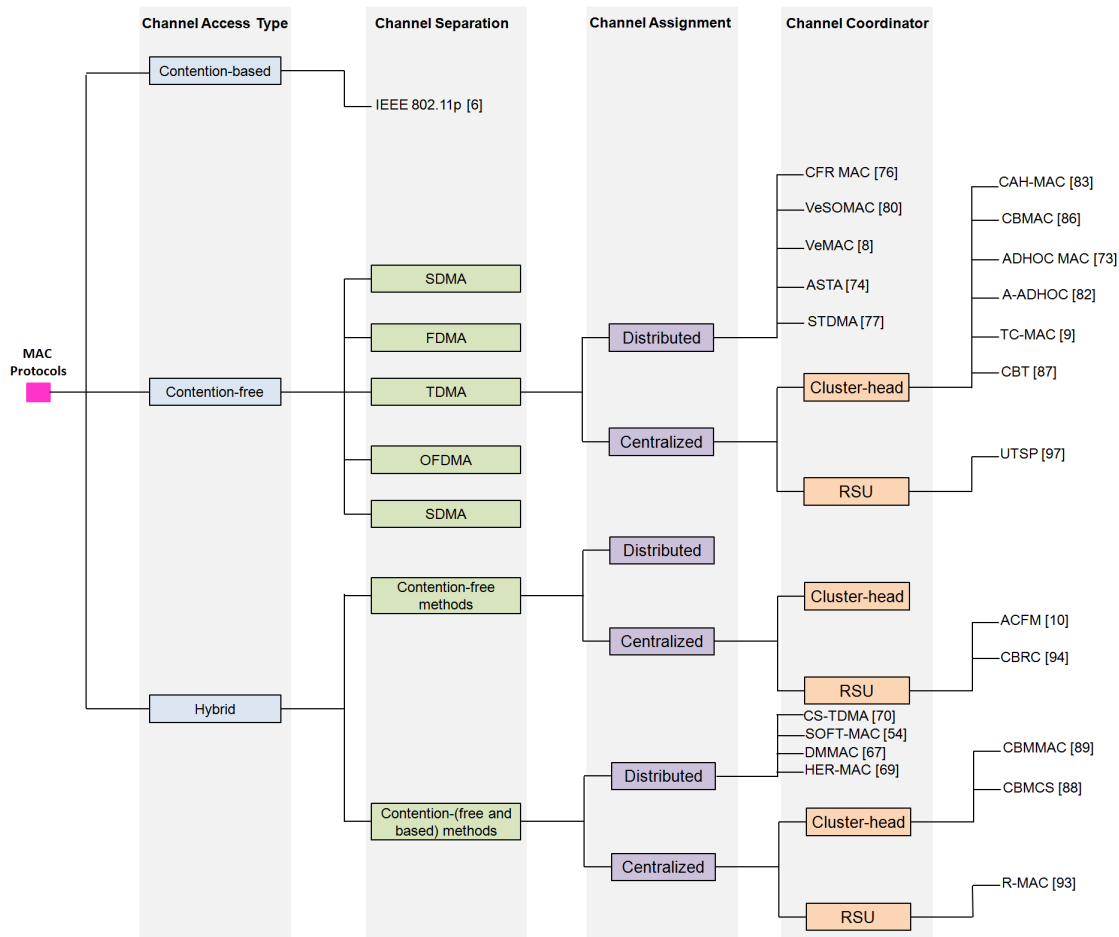 Channel Access Type
Channel Separation
Channel Assignment
Channel Coordinator
Contention-based
IEEE 802.11p [6]
CFR MAC [76]
VeSOMAC [80]
VeMAC [8]
ASTA [74]
STDMA [77]
CAH-MAC [83]
CBMAC [86]
ADHOC MAC [73]
A-ADHOC [82]
TC-MAC [9]
CBT [87]
SDMA
FDMA
Distributed
MAC
Protocols
Contention-free
TDMA
Cluster-head
Centralized
OFDMA
UTSP [97]
RSU
SDMA
Distributed
Contention-free
methods
Cluster-head
Centralized
ACFM [10]
CBRC [94]
RSU
Hybrid
CS-TDMA [70]
SOFT-MAC [54]
DMMAC [67]
HER-MAC [69]
Distributed
CBMMAC [89]
CBMCS [88]
Contention-(free and
based) methods
Cluster-head
Centralized
R-MAC [93]
RSU